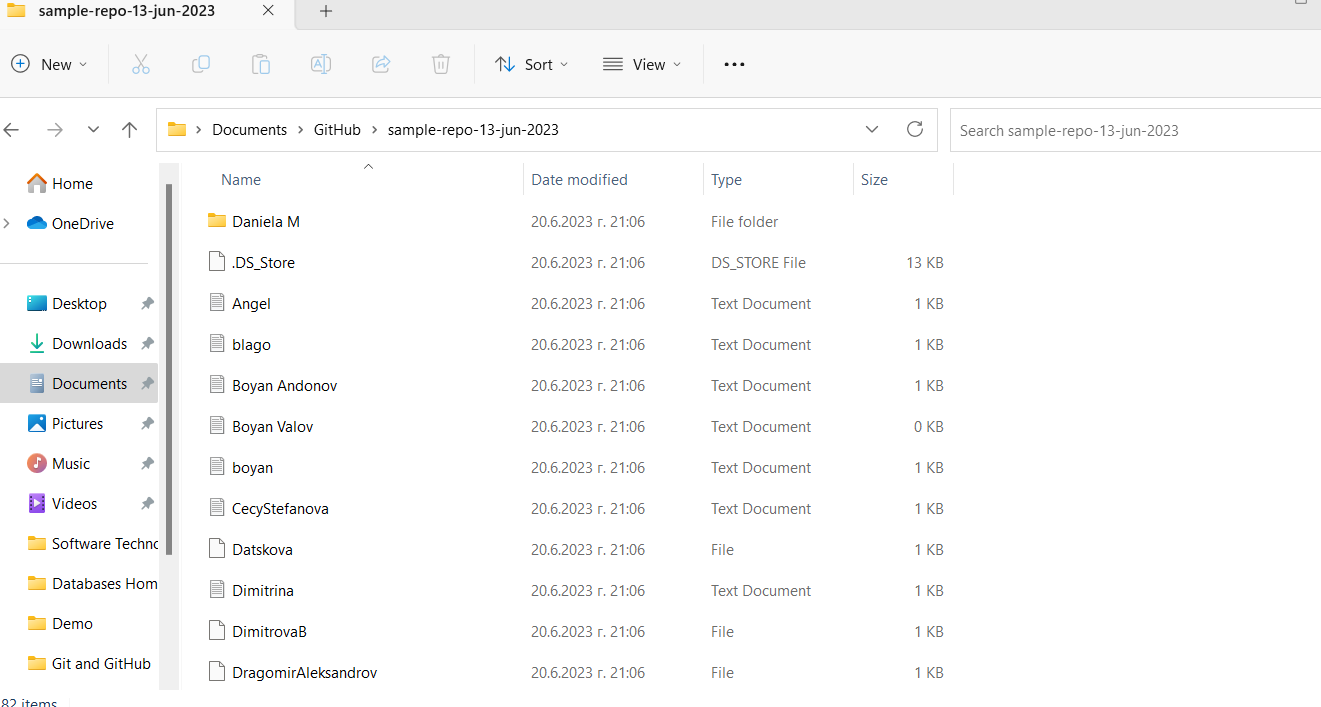 sample-repo-13-jun-2023
New
Sort
View
Documents > GitHub > sample-repo-13-jun-2023
Search sample-repo-13-jun-2023
Home
OneDrive
Desktop
Downloads
Documents
Pictures
Music
Videos
Software Techno
Databases Hom
Demo
Git and GitHub
Name Date modified Type Size
Daniela M 20.6.2023 г. 21:06 File folder
.DS_Store 20.6.2023 г. 21:06 DS_STORE File 13 KB
Angel 20.6.2023 г. 21:06 Text Document 1 KB
blago 20.6.2023 г. 21:06 Text Document 1 KB
Boyan Andonov 20.6.2023 г. 21:06 Text Document 1 KB
Boyan Valov 20.6.2023 г. 21:06 Text Document 0 KB
boyan 20.6.2023 г. 21:06 Text Document 1 KB
CecyStefanova 20.6.2023 г. 21:06 Text Document 1 KB
Datskova 20.6.2023 г. 21:06 File 1 KB
Dimitrina 20.6.2023 г. 21:06 Text Document 1 KB
DimitrovaB 20.6.2023 г. 21:06 File 1 KB
DragomirAleksandrov 20.6.2023 г. 21:06 File 1 KB
82 items